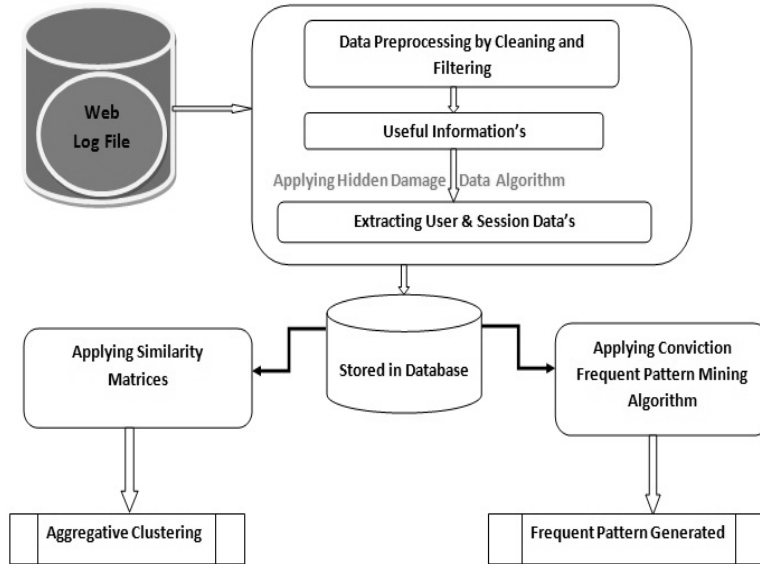 Data Preprocessing by Cleaning and
Filtering
Web
Log File
Useful Information's
Applying Hidden Damage Data Algorithm
Extracting User & Session Data's
Applying Similarity
Matrices
Stored in Database
Applying Conviction
Frequent Pattern Mining
Algorithm
Aggregative Clustering
Frequent Pattern Generated